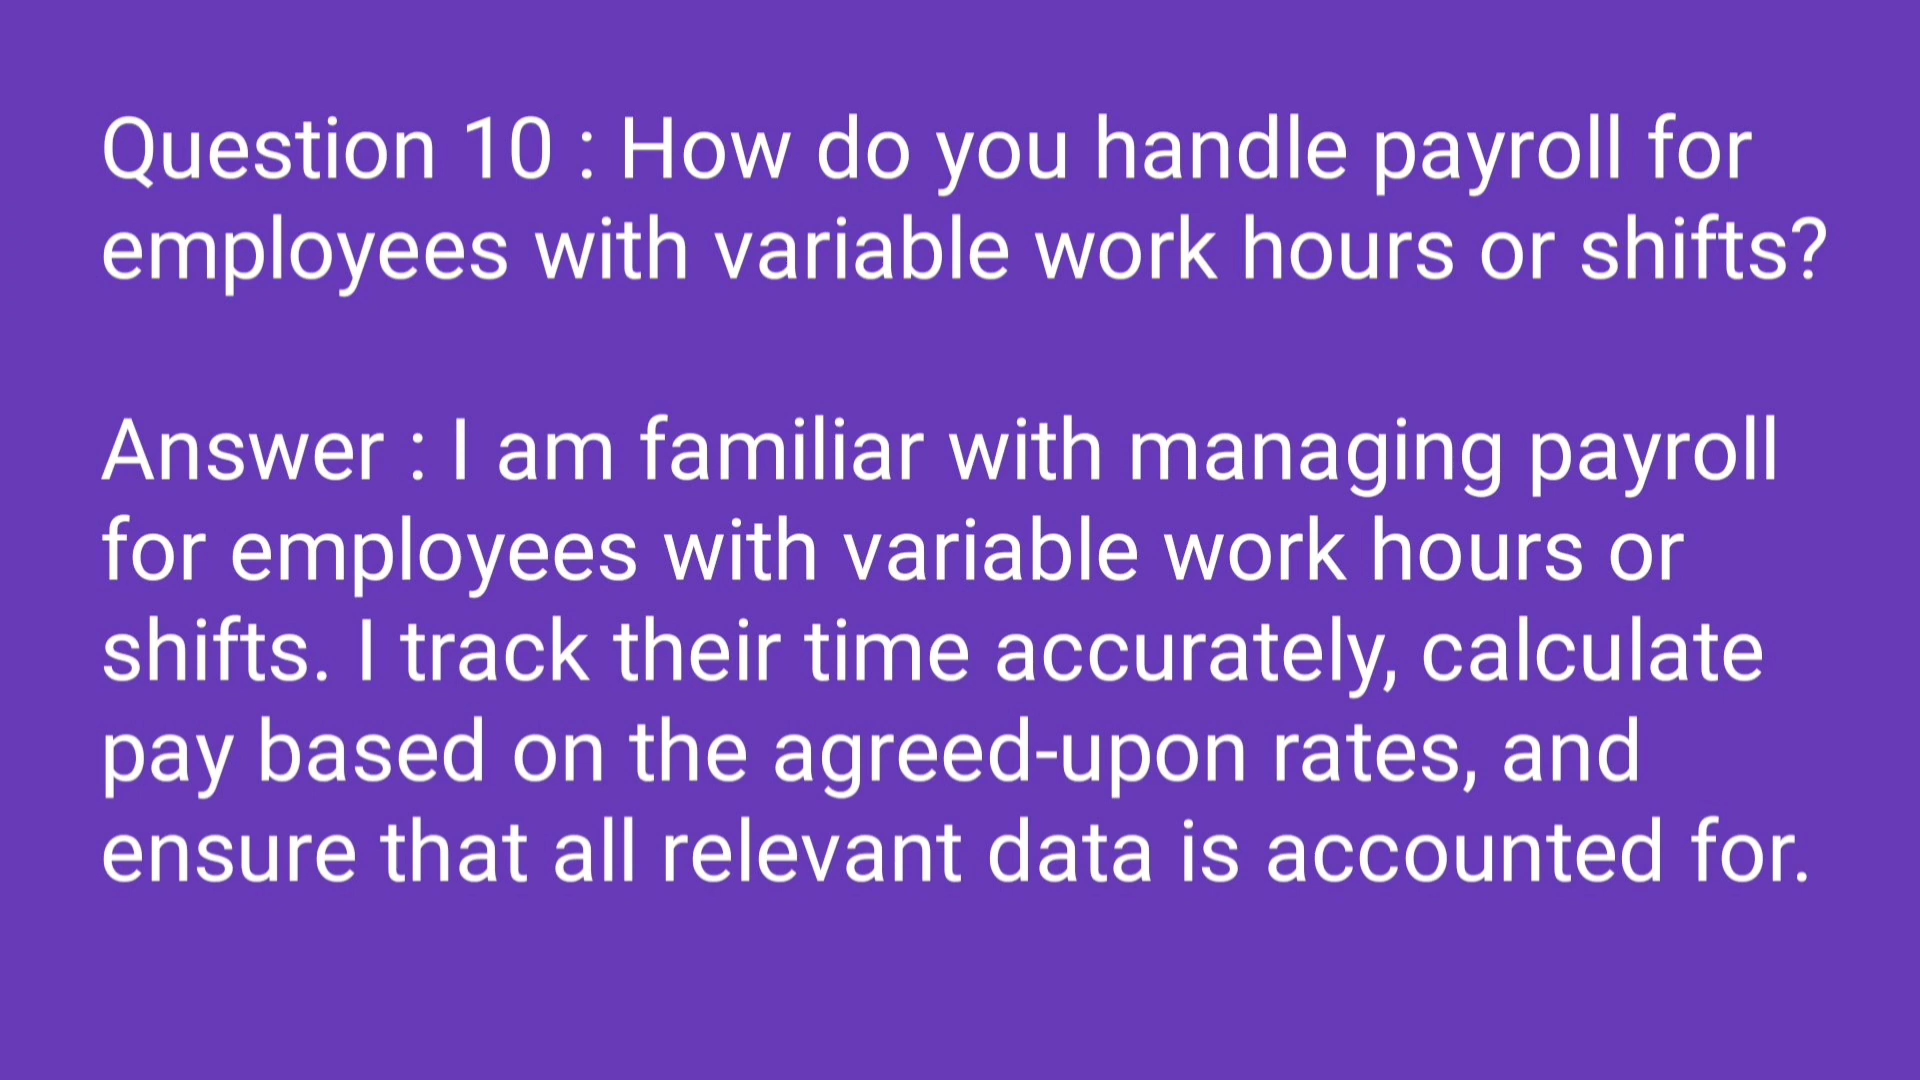 Question 10 : How do you handle payroll for
employees with variable work hours or shifts?
Answer : I am familiar with managing payroll
for employees with variable work hours or
shifts. I track their time accurately, calculate
pay based on the agreed-upon rates, and
ensure that all relevant data is accounted for.